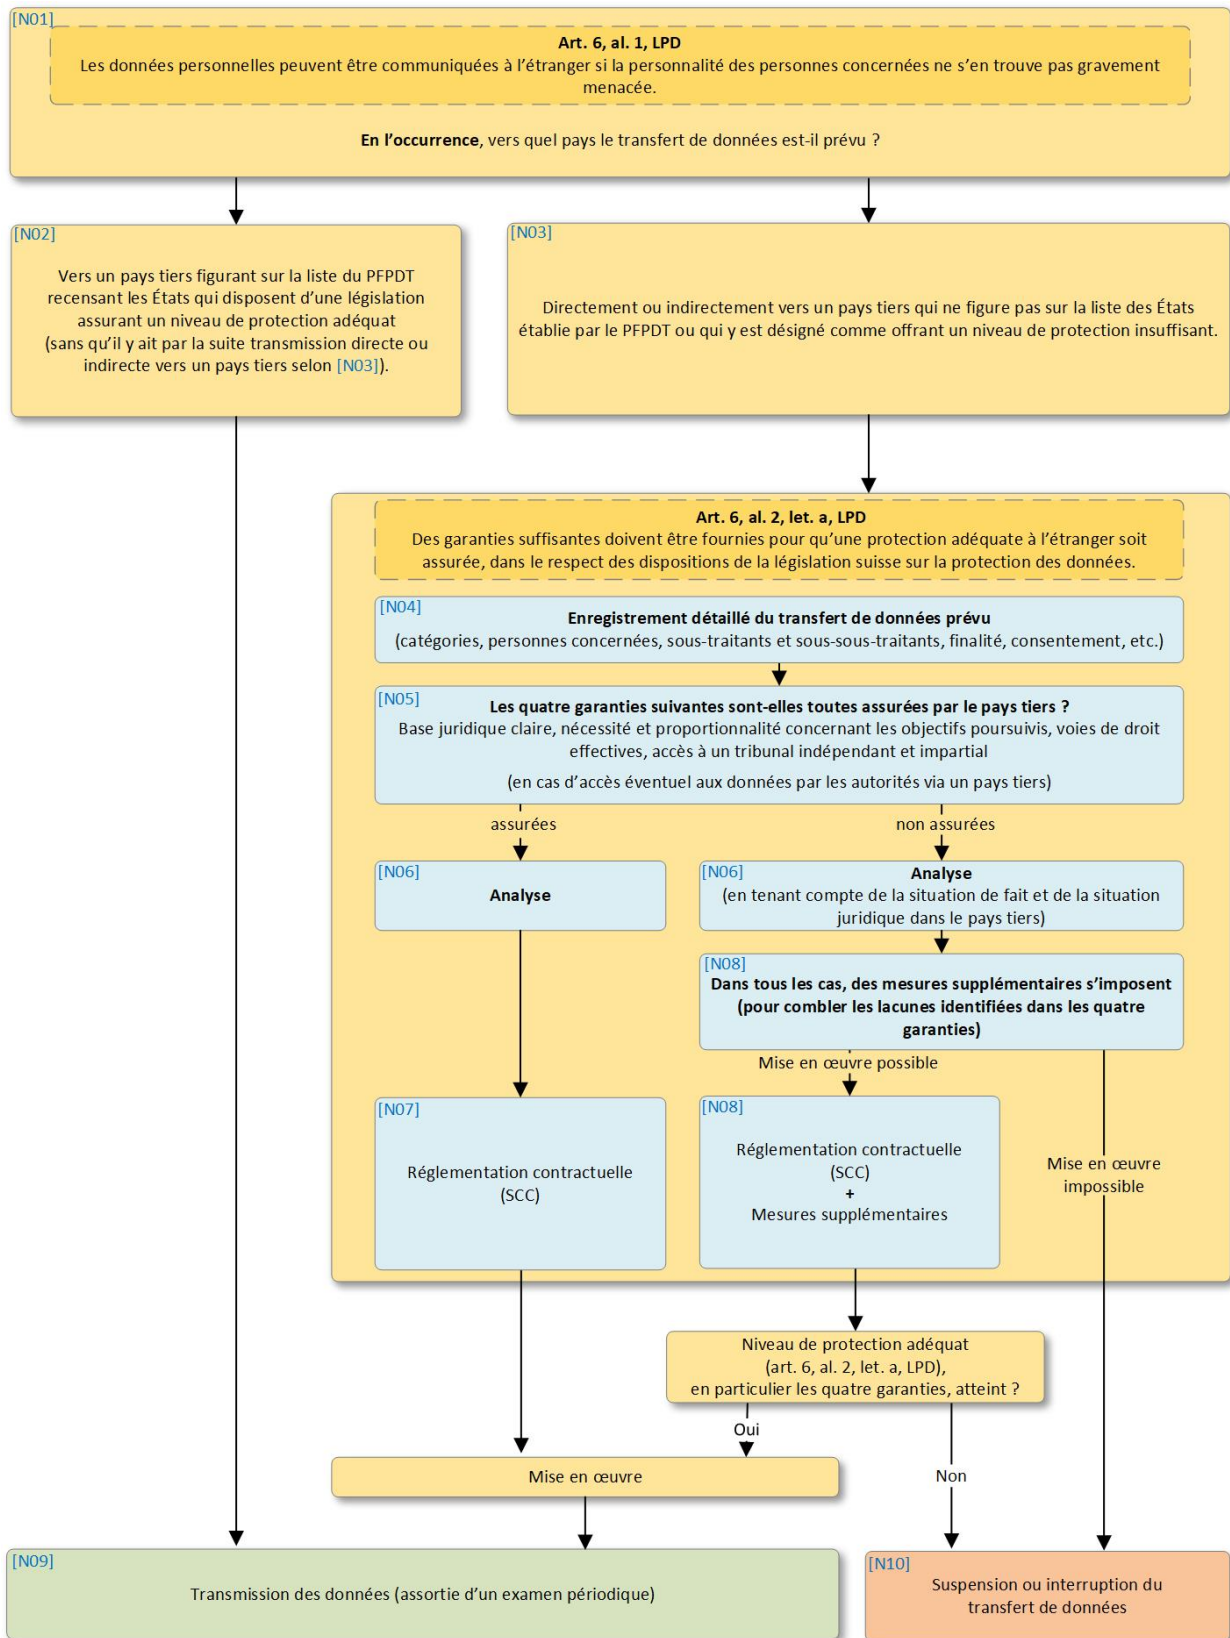 [N01]
Art. 6, al. 1, LPD
Les données personnelles peuvent être communiquées à l’étranger si la personnalité des personnes concernées ne s’en trouve pas gravement
menacée.
En l’occurrence, vers quel pays le transfert de données est-il prévu ?
[N02]
Vers un pays tiers figurant sur la liste du PFPDT
recensant les États qui disposent d’une législation
assurant un niveau de protection adéquat
(sans qu’il y ait par la suite transmission directe ou
indirecte vers un pays tiers selon [N03]).
[N03]
Directement ou indirectement vers un pays tiers qui ne figure pas sur la liste des États
établie par le PFPDT ou qui y est désigné comme offrant un niveau de protection insuffisant.
Art. 6, al. 2, let. a, LPD
Des garanties suffisantes doivent être fournies pour qu’une protection adéquate à l’étranger soit
assurée, dans le respect des dispositions de la législation suisse sur la protection des données.
[N04]
Enregistrement détaillé du transfert de données prévu
(catégories, personnes concernées, sous-traitants et sous-sous-traitants, finalité, consentement, etc.)
[N05]
Les quatre garanties suivantes sont-elles toutes assurées par le pays tiers ?
Base juridique claire, nécessité et proportionnalité concernant les objectifs poursuivis, voies de droit
effectives, accès à un tribunal indépendant et impartial
(en cas d’accès éventuel aux données par les autorités via un pays tiers)
assurées
non assurées
[N06]
Analyse
[N06]
Analyse
(en tenant compte de la situation de fait et de la situation
juridique dans le pays tiers)
[N08]
Dans tous les cas, des mesures supplémentaires s’imposent
(pour combler les lacunes identifiées dans les quatre
garanties)
Mise en œuvre possible
[N07]
Réglementation contractuelle
(SCC)
[N08]
Réglementation contractuelle
(SCC)
+
Mesures supplémentaires
Mise en œuvre
impossible
Niveau de protection adéquat
(art. 6, al. 2, let. a, LPD),
en particulier les quatre garanties, atteint ?
Oui
Non
Mise en œuvre
[N09]
Transmission des données (assortie d’un examen périodique)
[N10]
Suspension ou interruption du
transfert de données